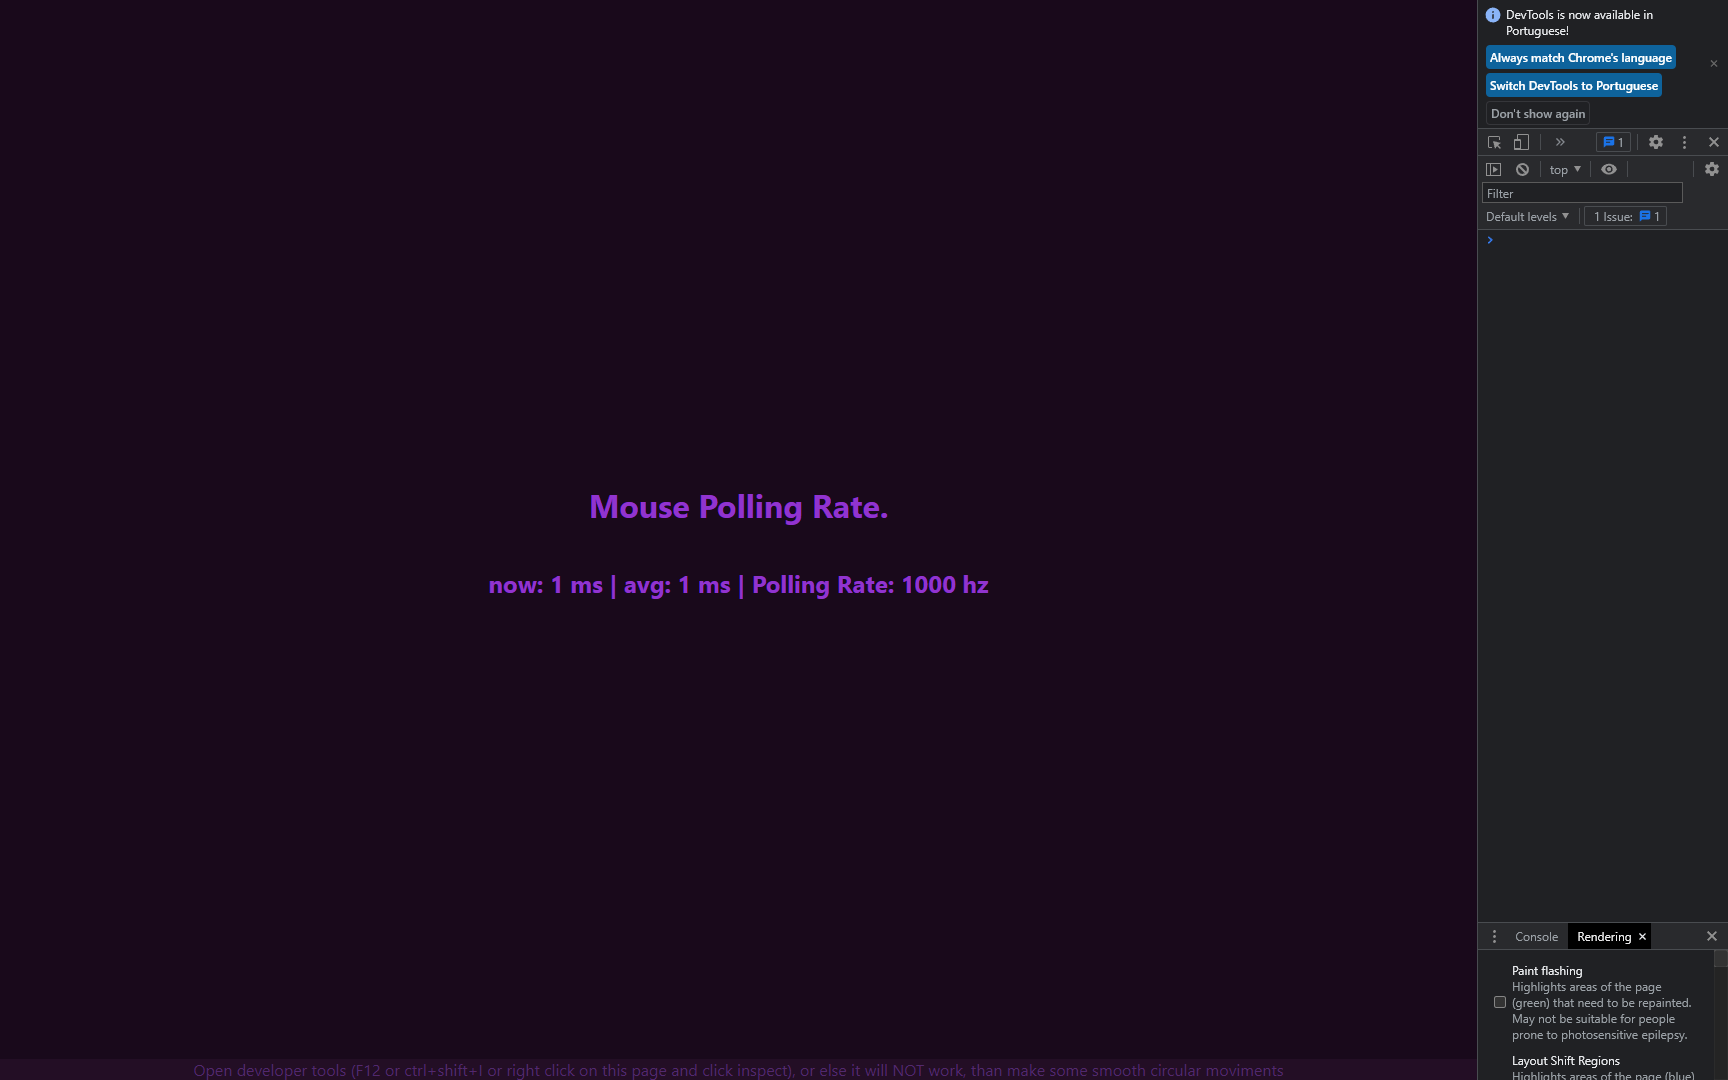 Mouse Polling Rate.
now: 1 ms | avg: 1 ms | Polling Rate: 1000 hz
Open developer tools (F12 or ctrl+shift+I or right click on this page and click inspect), or else it will NOT work, than make some smooth circular moviments
DevTools is now available in
Portuguese!
Always match Chrome's language
Switch DevTools to Portuguese
Don't show again
1
top
Filter
Default levels
1 Issue: 1
Console
Rendering
Paint flashing
Highlights areas of the page
(green) that need to be repainted.
May not be suitable for people
prone to photosensitive epilepsy.
Layout Shift Regions
Highlights areas of the page (blue)